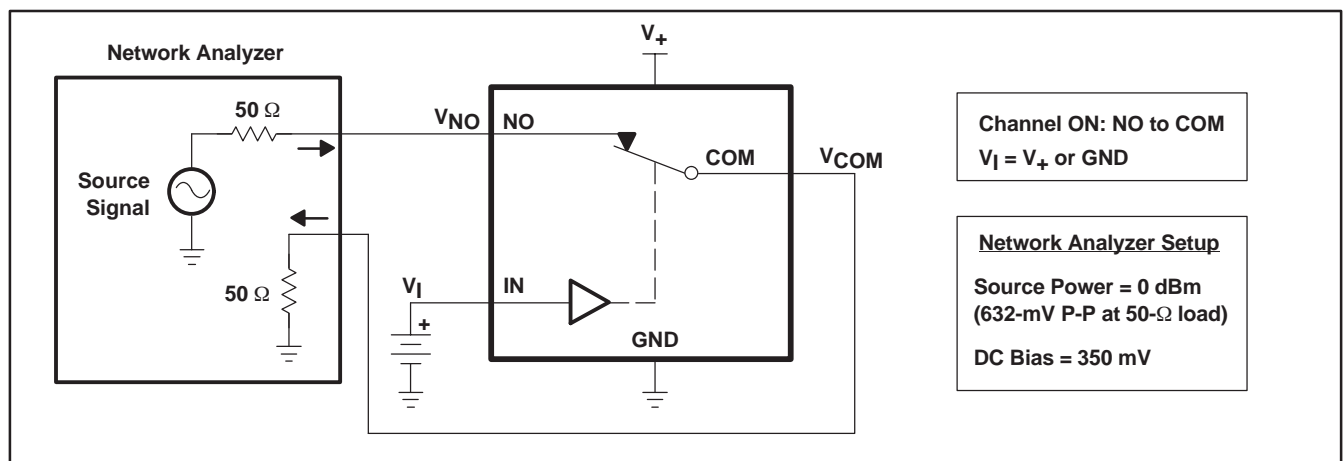 V+
Network Analyzer
50 Ω
VNO
NO
Channel ON: NO to COM
COM
VCOM
VI = V+ or GND
Source
Signal
Network Analyzer Setup
50 Ω
VI
IN
Source Power = 0 dBm
(632-mV P-P at 50-Ω load)
+
GND
DC Bias = 350 mV